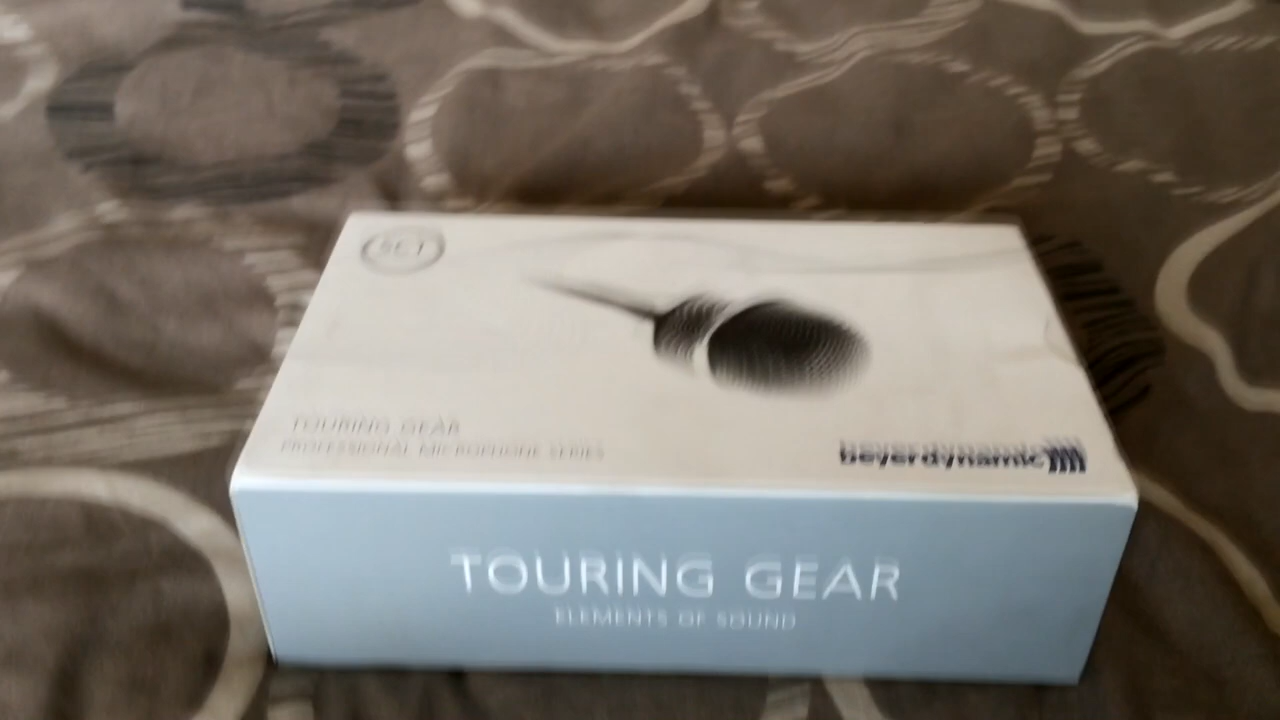 SET
TOURING GEAR
PROFESSIONAL MICROPHONE SERIES
beyerdynamic
TOURING GEAR
ELEMENTS OF SOUND